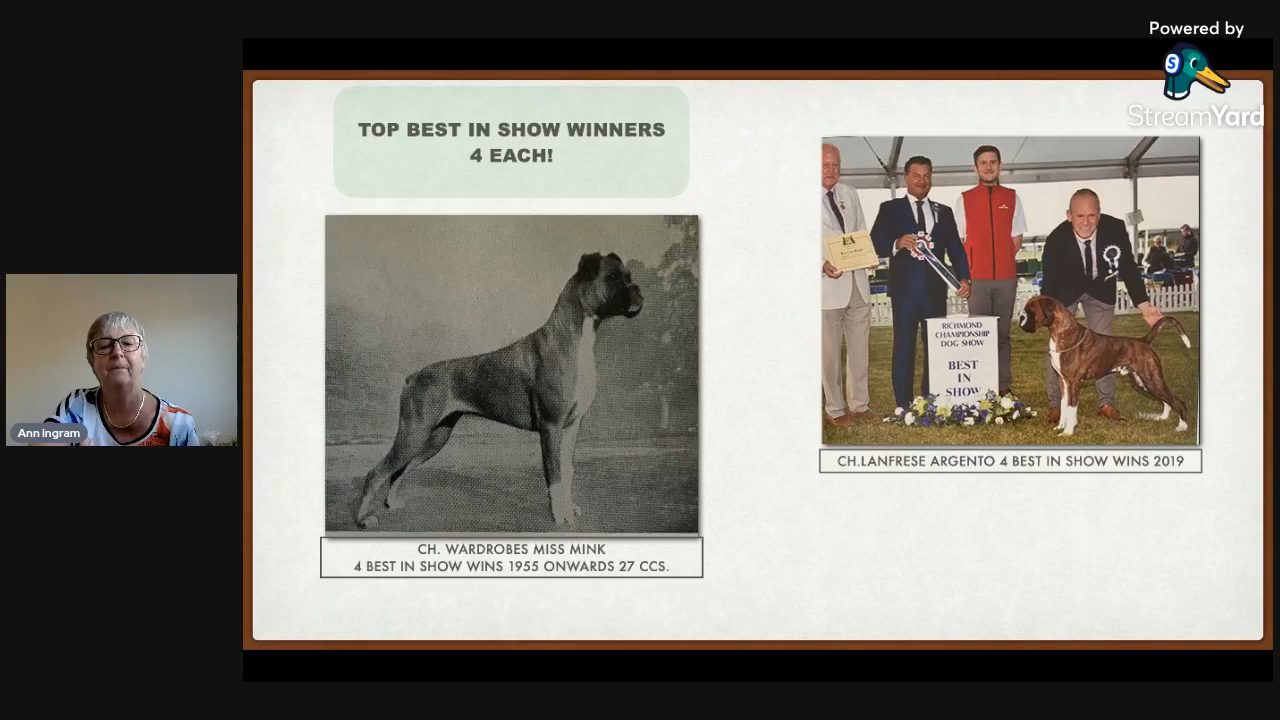 Powered by
S
StreamYard
TOP BEST IN SHOW WINNERS
4 EACH!
RICHMOND
CHAMPIONSHIP
DOG SHOW
BEST
IN
SHOW
CH.LANFRESE ARGENTO 4 BEST IN SHOW WINS 2019
Ann ingram
CH. WARDROBES MISS MINK
4 BEST IN SHOW WINS 1955 ONWARDS 27 CCS.